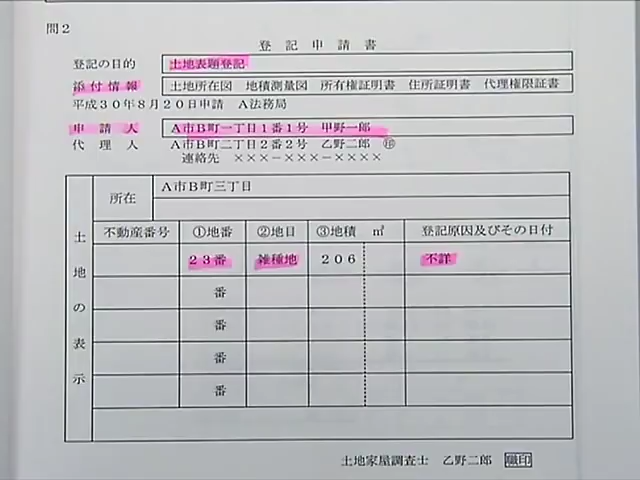 問2
登記申請書
登記の目的 土地表題登記
添付情報 土地所在図 地積測量図 所有権証明書 住所証明書 代理権限証書
平成30年8月20日申請 A法務局
申請人 A市B町一丁目1番1号 甲野一郎
代理人 A市B町二丁目2番2号 乙野二郎 ㊞
連絡先 ×××-×××-××××
土地の表示
所在 A市B町三丁目
不動産番号 ①地番 ②地目 ③地積 ㎡ 登記原因及びその日付
23番 雑種地 206 不詳
番
番
番
番
土地家屋調査士 乙野二郎 職印